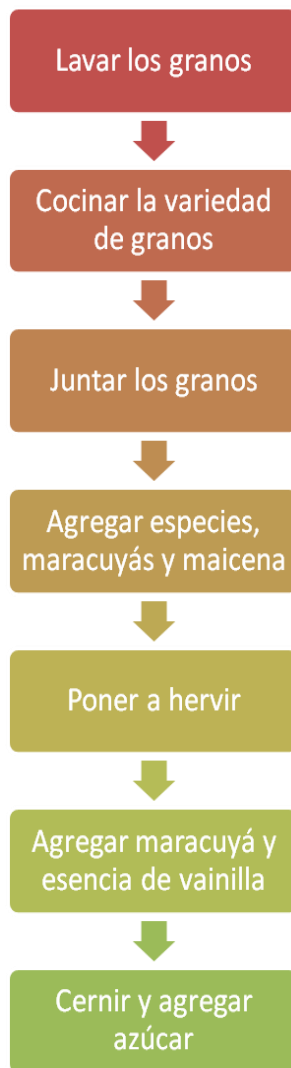 Lavar los granos
Cocinar la variedad
de granos
Juntar los granos
Agregar especies,
maracuyás y maicena
Poner a hervir
Agregar maracuyá y
esencia de vainilla
Cernir y agregar
azúcar